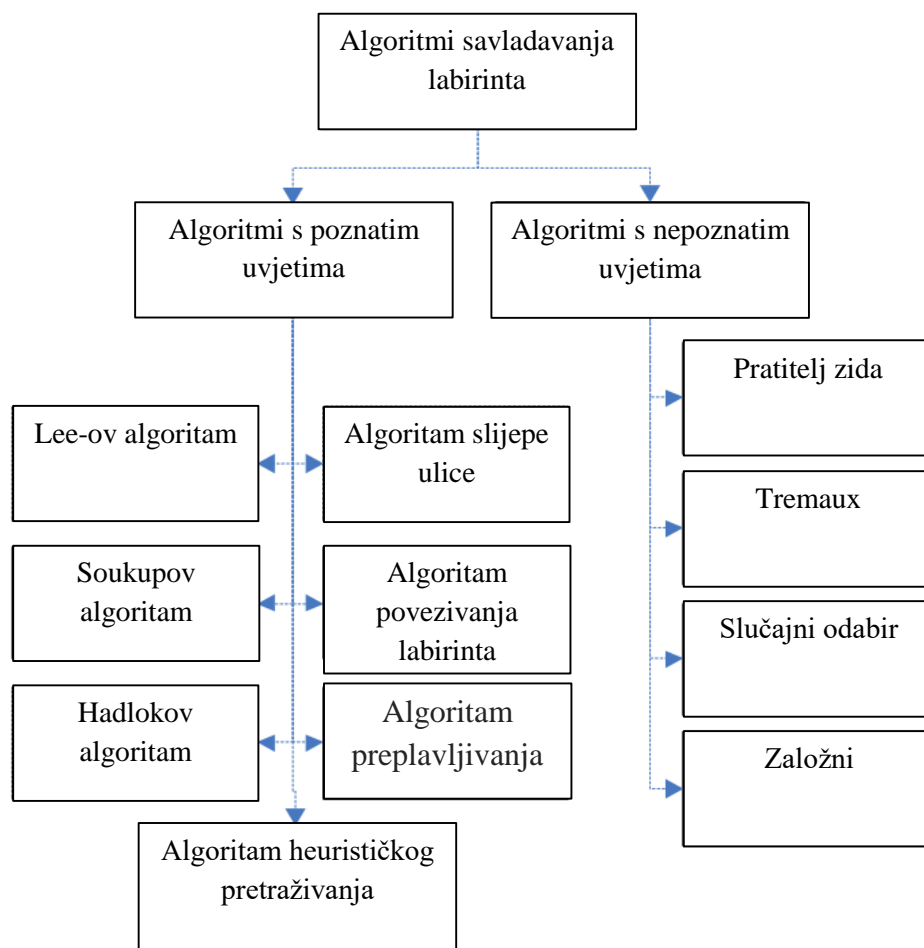 Algoritmi savladavanja
labirinta
Algoritmi s poznatim
uvjetima
Algoritmi s nepoznatim
uvjetima
Lee-ov algoritam
Algoritam slijepe
ulice
Soukupov
algoritam
Algoritam
povezivanja
labirinta
Hadlokov
algoritam
Algoritam
preplavljivanja
Algoritam heurističkog
pretraživanja
Pratitelj zida
Tremaux
Slučajni odabir
Založni